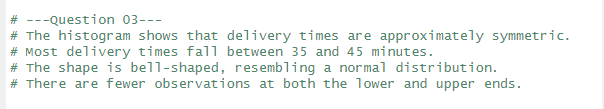 # ---Question 03---
# The histogram shows that delivery times are approximately symmetric.
# Most delivery times fall between 35 and 45 minutes.
# The shape is bell-shaped, resembling a normal distribution.
# There are fewer observations at both the lower and upper ends.